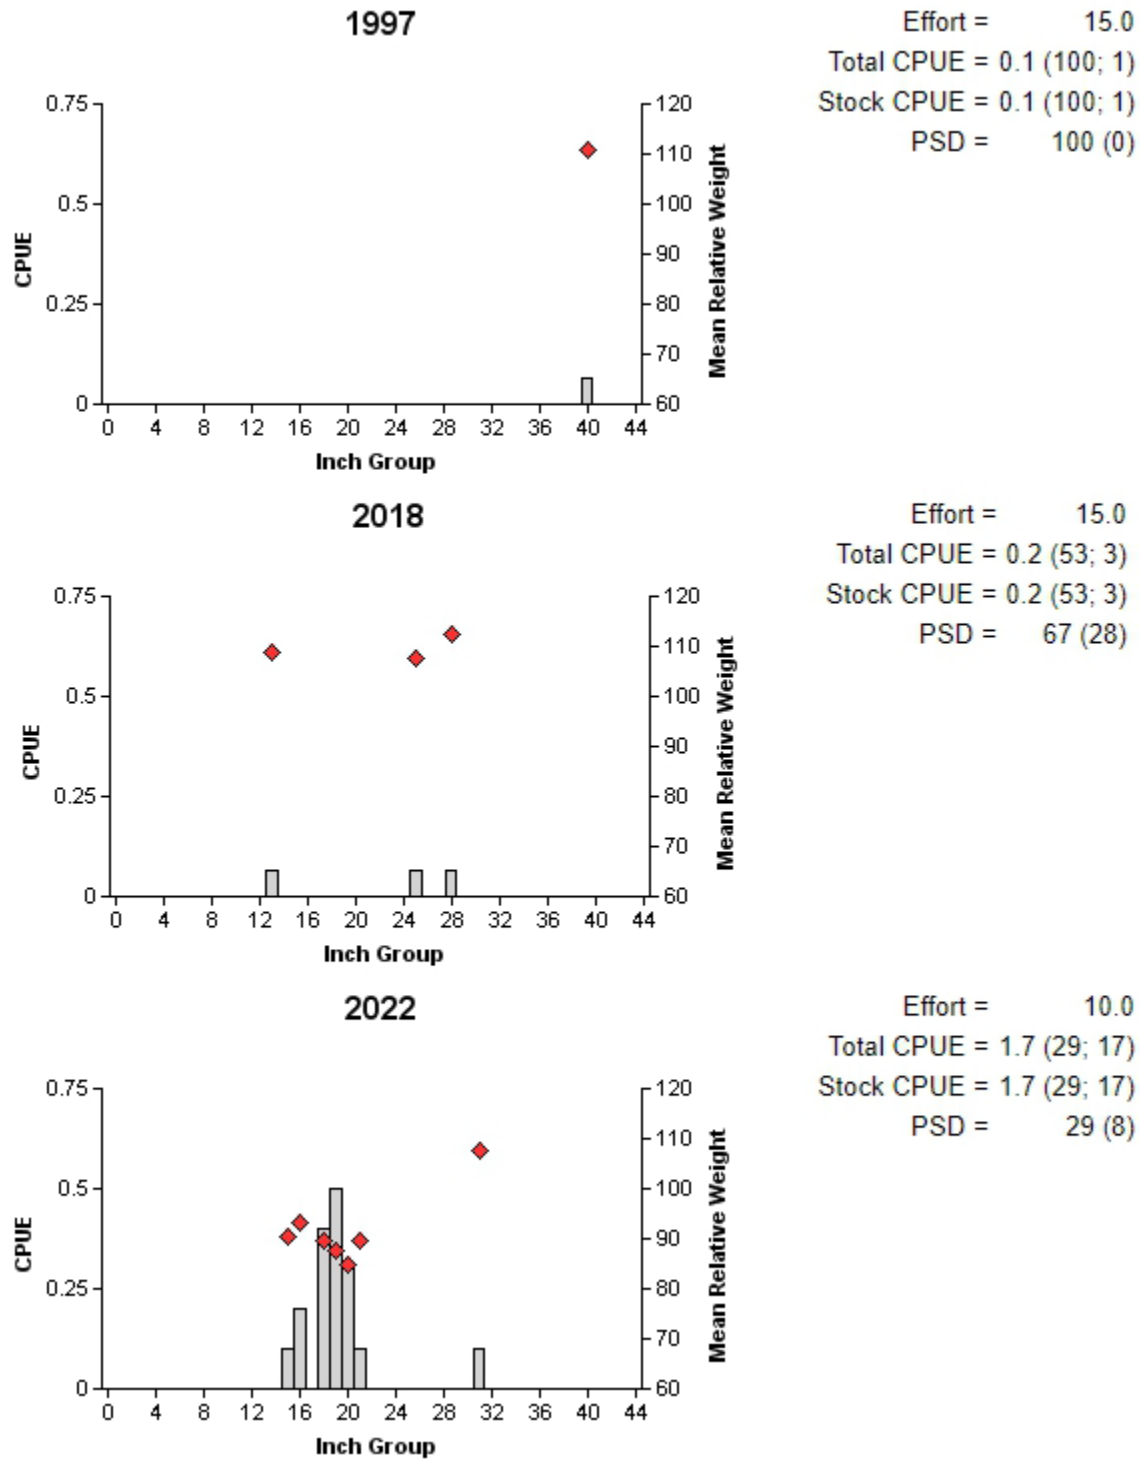 1997
Effort = 15.0
Total CPUE = 0.1 (100; 1)
Stock CPUE = 0.1 (100; 1)
PSD = 100 (0)
0.75
0.5
0.25
0
CPUE
120
110
100
90
80
70
60
Mean Relative Weight
0 4 8 12 16 20 24 28 32 36 40 44
Inch Group
2018
Effort = 15.0
Total CPUE = 0.2 (53; 3)
Stock CPUE = 0.2 (53; 3)
PSD = 67 (28)
0.75
0.5
0.25
0
CPUE
120
110
100
90
80
70
60
Mean Relative Weight
0 4 8 12 16 20 24 28 32 36 40 44
Inch Group
2022
Effort = 10.0
Total CPUE = 1.7 (29; 17)
Stock CPUE = 1.7 (29; 17)
PSD = 29 (8)
0.75
0.5
0.25
0
CPUE
120
110
100
90
80
70
60
Mean Relative Weight
0 4 8 12 16 20 24 28 32 36 40 44
Inch Group